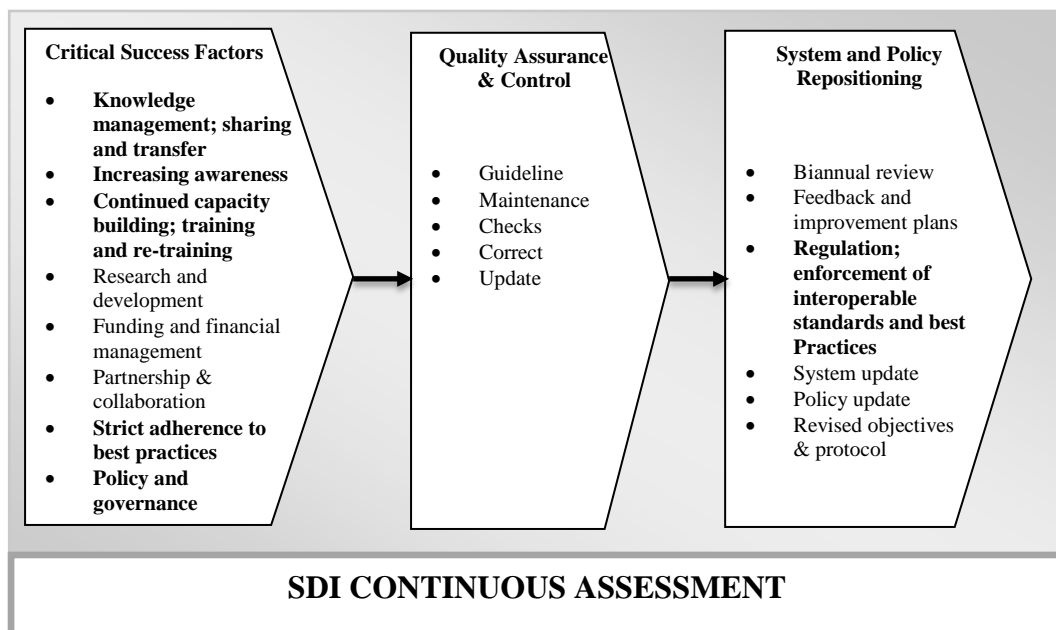 Critical Success Factors
• Knowledge
management; sharing
and transfer
• Increasing awareness
• Continued capacity
building; training
and re-training
• Research and
development
• Funding and financial
management
• Partnership &
collaboration
• Strict adherence to
best practices
• Policy and
governance
Quality Assurance
& Control
• Guideline
• Maintenance
• Checks
• Correct
• Update
System and Policy
Repositioning
• Biannual review
• Feedback and
improvement plans
• Regulation;
enforcement of
interoperable
standards and best
Practices
• System update
• Policy update
• Revised objectives
& protocol
SDI CONTINUOUS ASSESSMENT